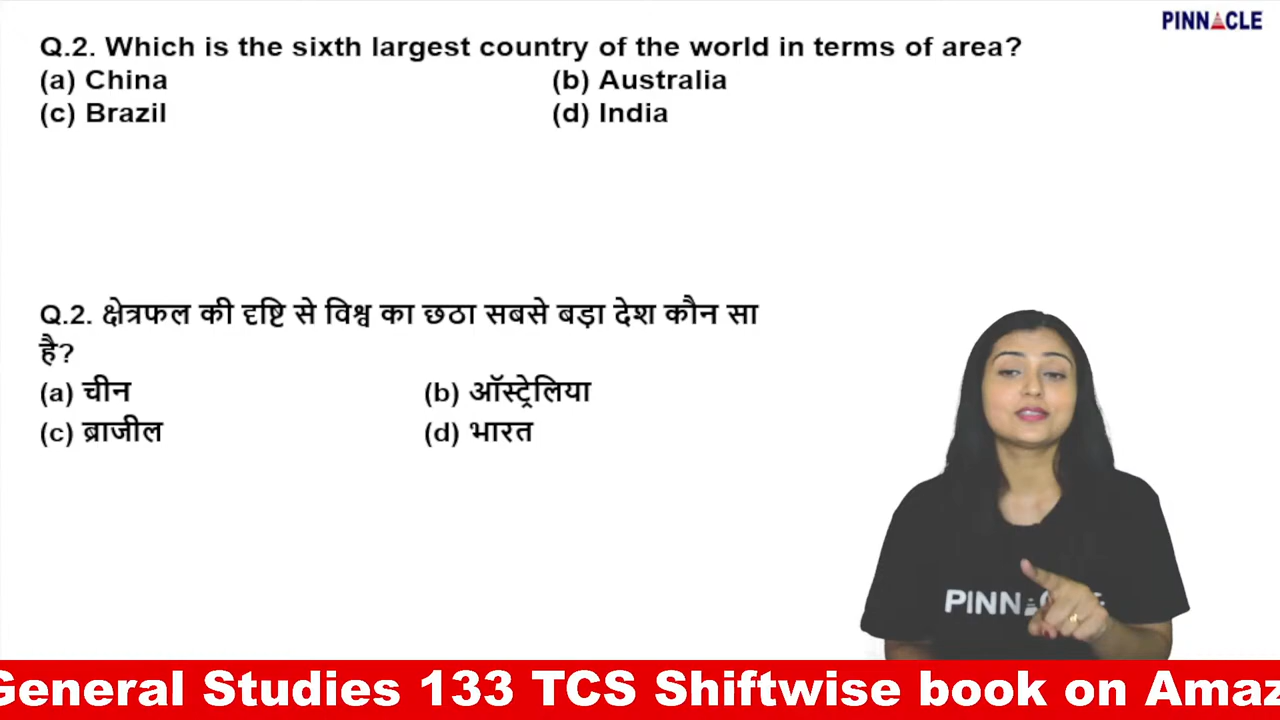 PINNACLE
Q.2. Which is the sixth largest country of the world in terms of area?
(a) China (b) Australia
(c) Brazil (d) India
Q.2. क्षेत्रफल की दृष्टि से विश्व का छठा सबसे बड़ा देश कौन सा
है?
(a) चीन (b) ऑस्ट्रेलिया
(c) ब्राजील (d) भारत
PINN
General Studies 133 TCS Shiftwise book on Amaz